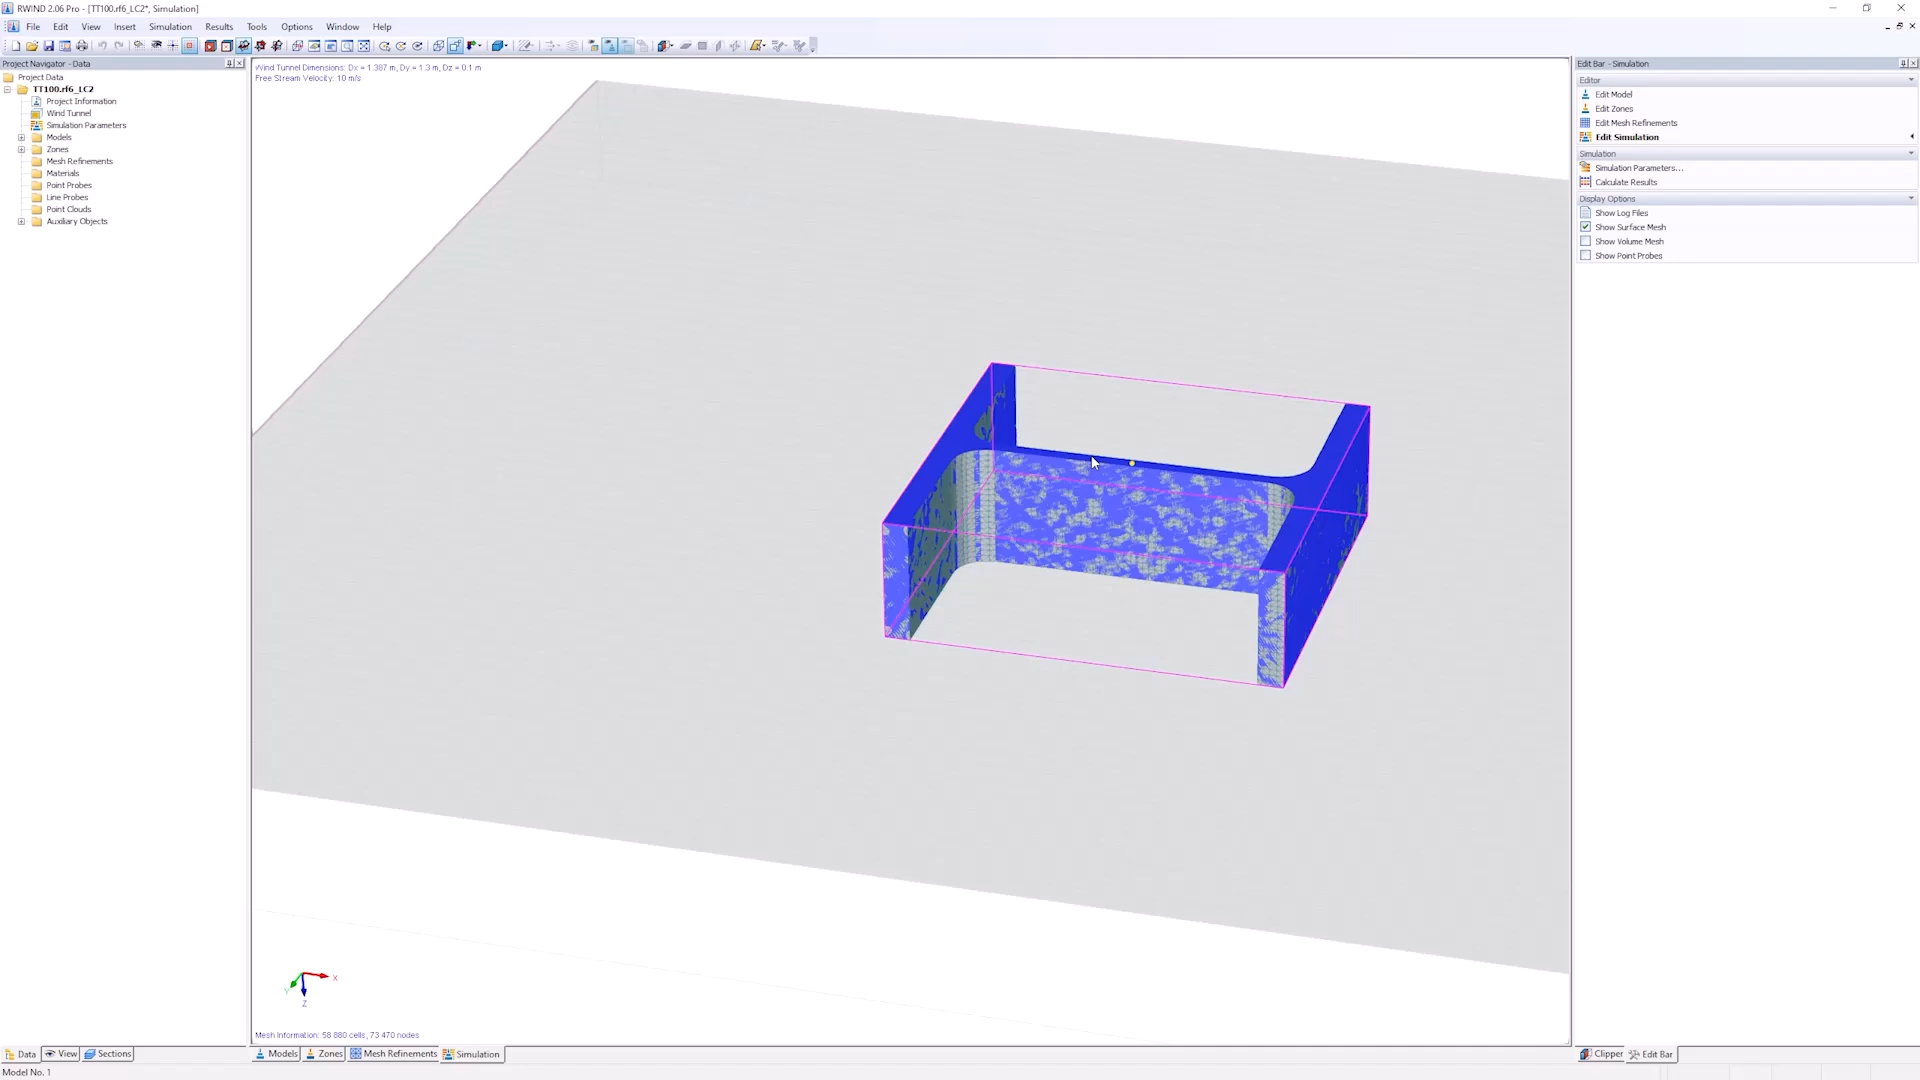 RWIND 2.06 Pro - [TT100.rf6_LC2*, Simulation]
File Edit View Insert Simulation Results Tools Options Window Help
Project Navigator - Data
Project Data
TT100.rf6_LC2
Project Information
Wind Tunnel
Simulation Parameters
Models
Zones
Mesh Refinements
Materials
Point Probes
Line Probes
Point Clouds
Auxiliary Objects
Wind Tunnel Dimensions: Dx = 1.387 m, Dy = 1.3 m, Dz = 0.1 m
Free Stream Velocity: 10 m/s
X
Y
Z
Mesh Information: 58 880 cells, 73 470 nodes
Edit Bar - Simulation
Editor
Edit Model
Edit Zones
Edit Mesh Refinements
Edit Simulation
Simulation
Simulation Parameters...
Calculate Results
Display Options
Show Log Files
Show Surface Mesh
Show Volume Mesh
Show Point Probes
Data View Sections
Models Zones Mesh Refinements Simulation
Clipper Edit Bar
Model No. 1